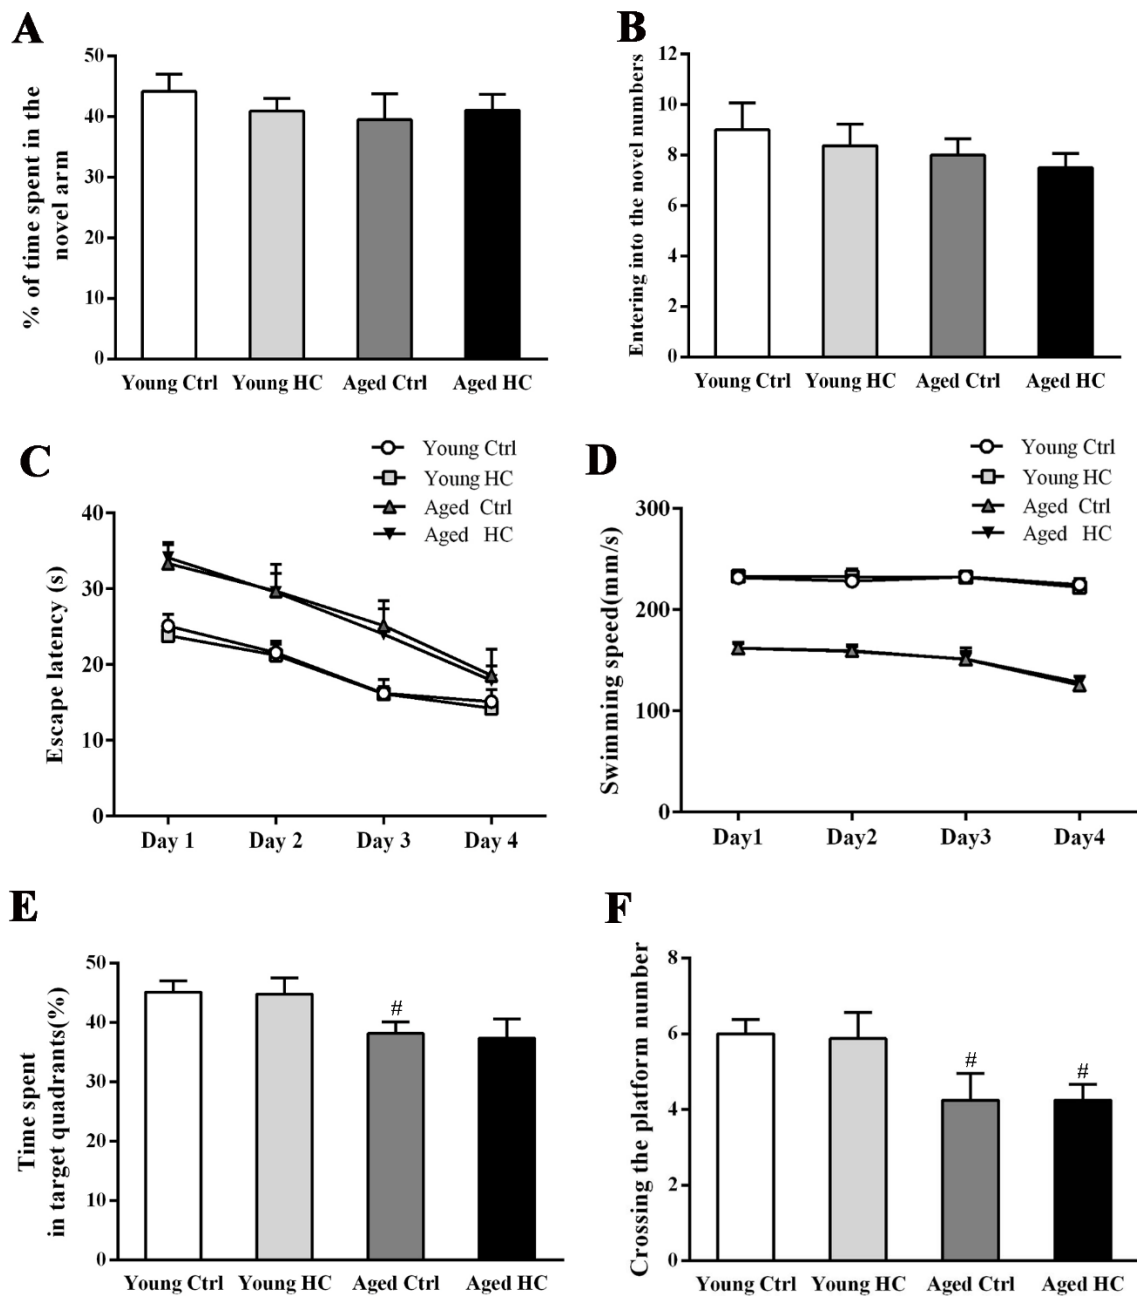 A
% of time spent in the
novel arm
50
40
30
20
10
0
Young Ctrl Young HC Aged Ctrl Aged HC
B
Entering into the novel numbers
12
10
8
6
4
2
0
Young Ctrl Young HC Aged Ctrl Aged HC
C
Young Ctrl
Young HC
Aged Ctrl
Aged HC
Escape latency (s)
40
30
20
10
0
Day 1 Day 2 Day 3 Day 4
D
Young Ctrl
Young HC
Aged Ctrl
Aged HC
Swimming speed(mm/s)
300
200
100
0
Day1 Day2 Day3 Day4
E
Time spent
in target quadrants(%)
50
40
30
20
10
0
#
Young Ctrl Young HC Aged Ctrl Aged HC
F
Crossing the platform number
8
6
4
2
0
# #
Young Ctrl Young HC Aged Ctrl Aged HC